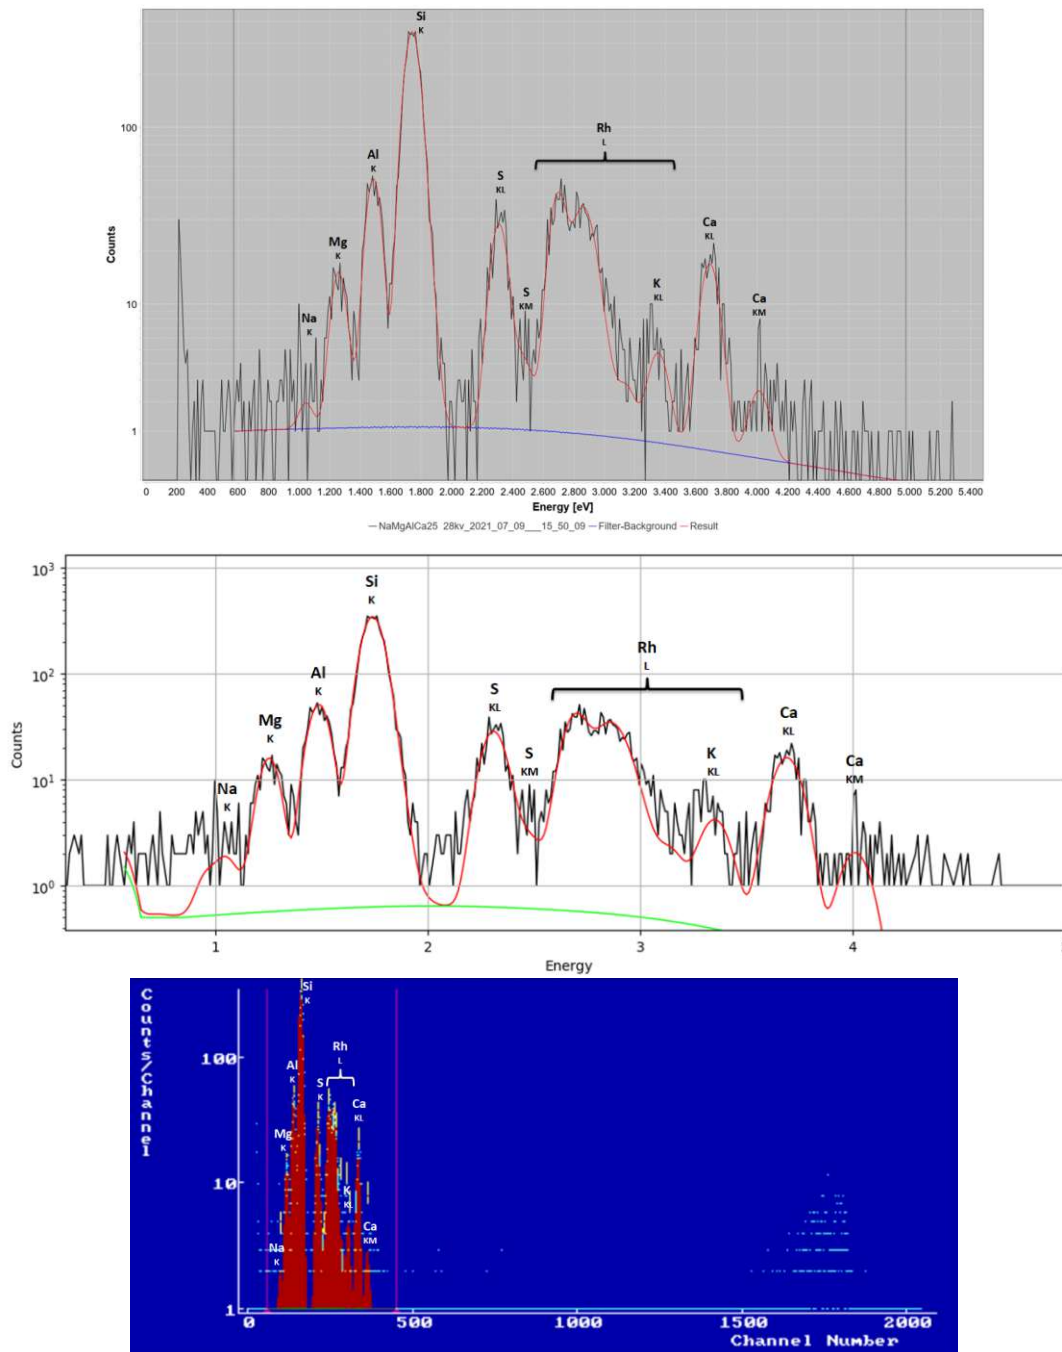 Si
K
100
Rh
L
Al
K
S
KL
Ca
KL
Mg
K
Counts
10
S
KM
K
KL
Ca
KM
Na
K
1
0 200 400 600 800 1.000 1.200 1.400 1.600 1.800 2.000 2.200 2.400 2.600 2.800 3.000 3.200 3.400 3.600 3.800 4.000 4.200 4.400 4.600 4.800 5.000 5.200 5.400
Energy [eV]
NaMgAlCa25 28kv_2021_07_09___15_50_09 Filter-Background Result
10³
Si
K
10²
Rh
L
Al
K
S
KL
Ca
KL
Mg
K
Counts
10¹
S
KM
K
KL
Ca
KM
Na
K
10⁰
1 2 3 4
Energy
Counts/Channel
Si
K
100
Rh
L
Al
K
S
K
Ca
KL
Mg
K
10
K
KL
Ca
KM
Na
K
1
0 500 1000 1500 2000
Channel Number